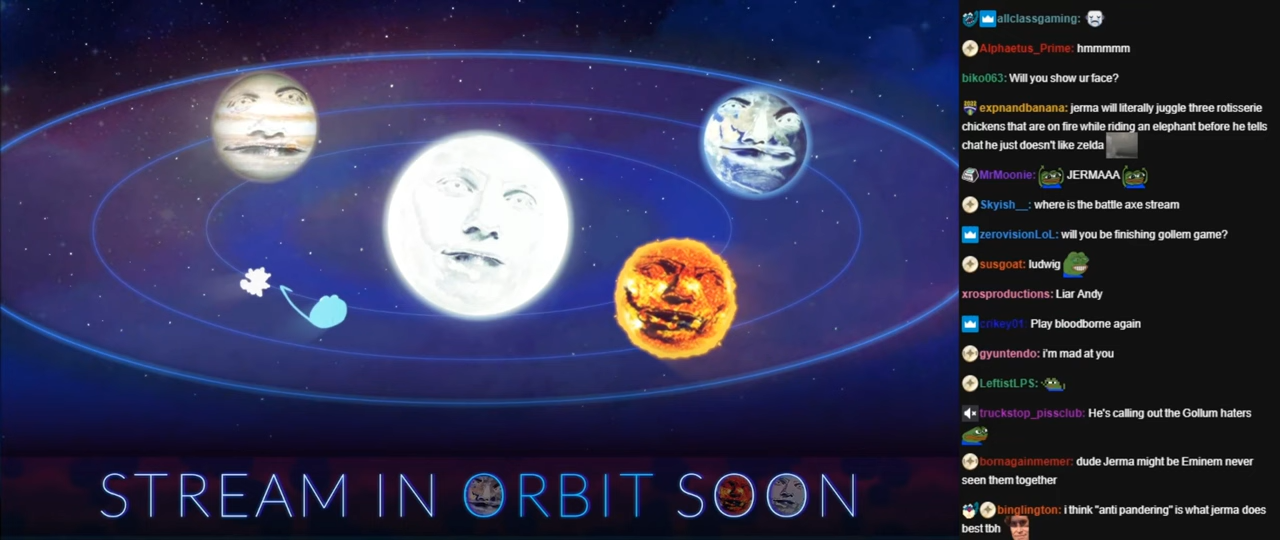 STREAM IN ORBIT SOON
allclassgaming:
Alphaetus_Prime: hmmmmm
biko063: Will you show ur face?
expnandbanana: jerma will literally juggle three rotisserie
chickens that are on fire while riding an elephant before he tells
chat he just doesn't like zelda
MrMoonie: JERMAAA
Skyish__: where is the battle axe stream
zerovisionLoL: will you be finishing gollem game?
susgoat: ludwig
xrosproductions: Liar Andy
crikey01: Play bloodborne again
gyuntendo: i'm mad at you
LeftistLPS:
truckstop_pissclub: He's calling out the Gollum haters
bornagainmemer: dude Jerma might be Eminem never
seen them together
binglington: i think "anti pandering" is what jerma does
best tbh